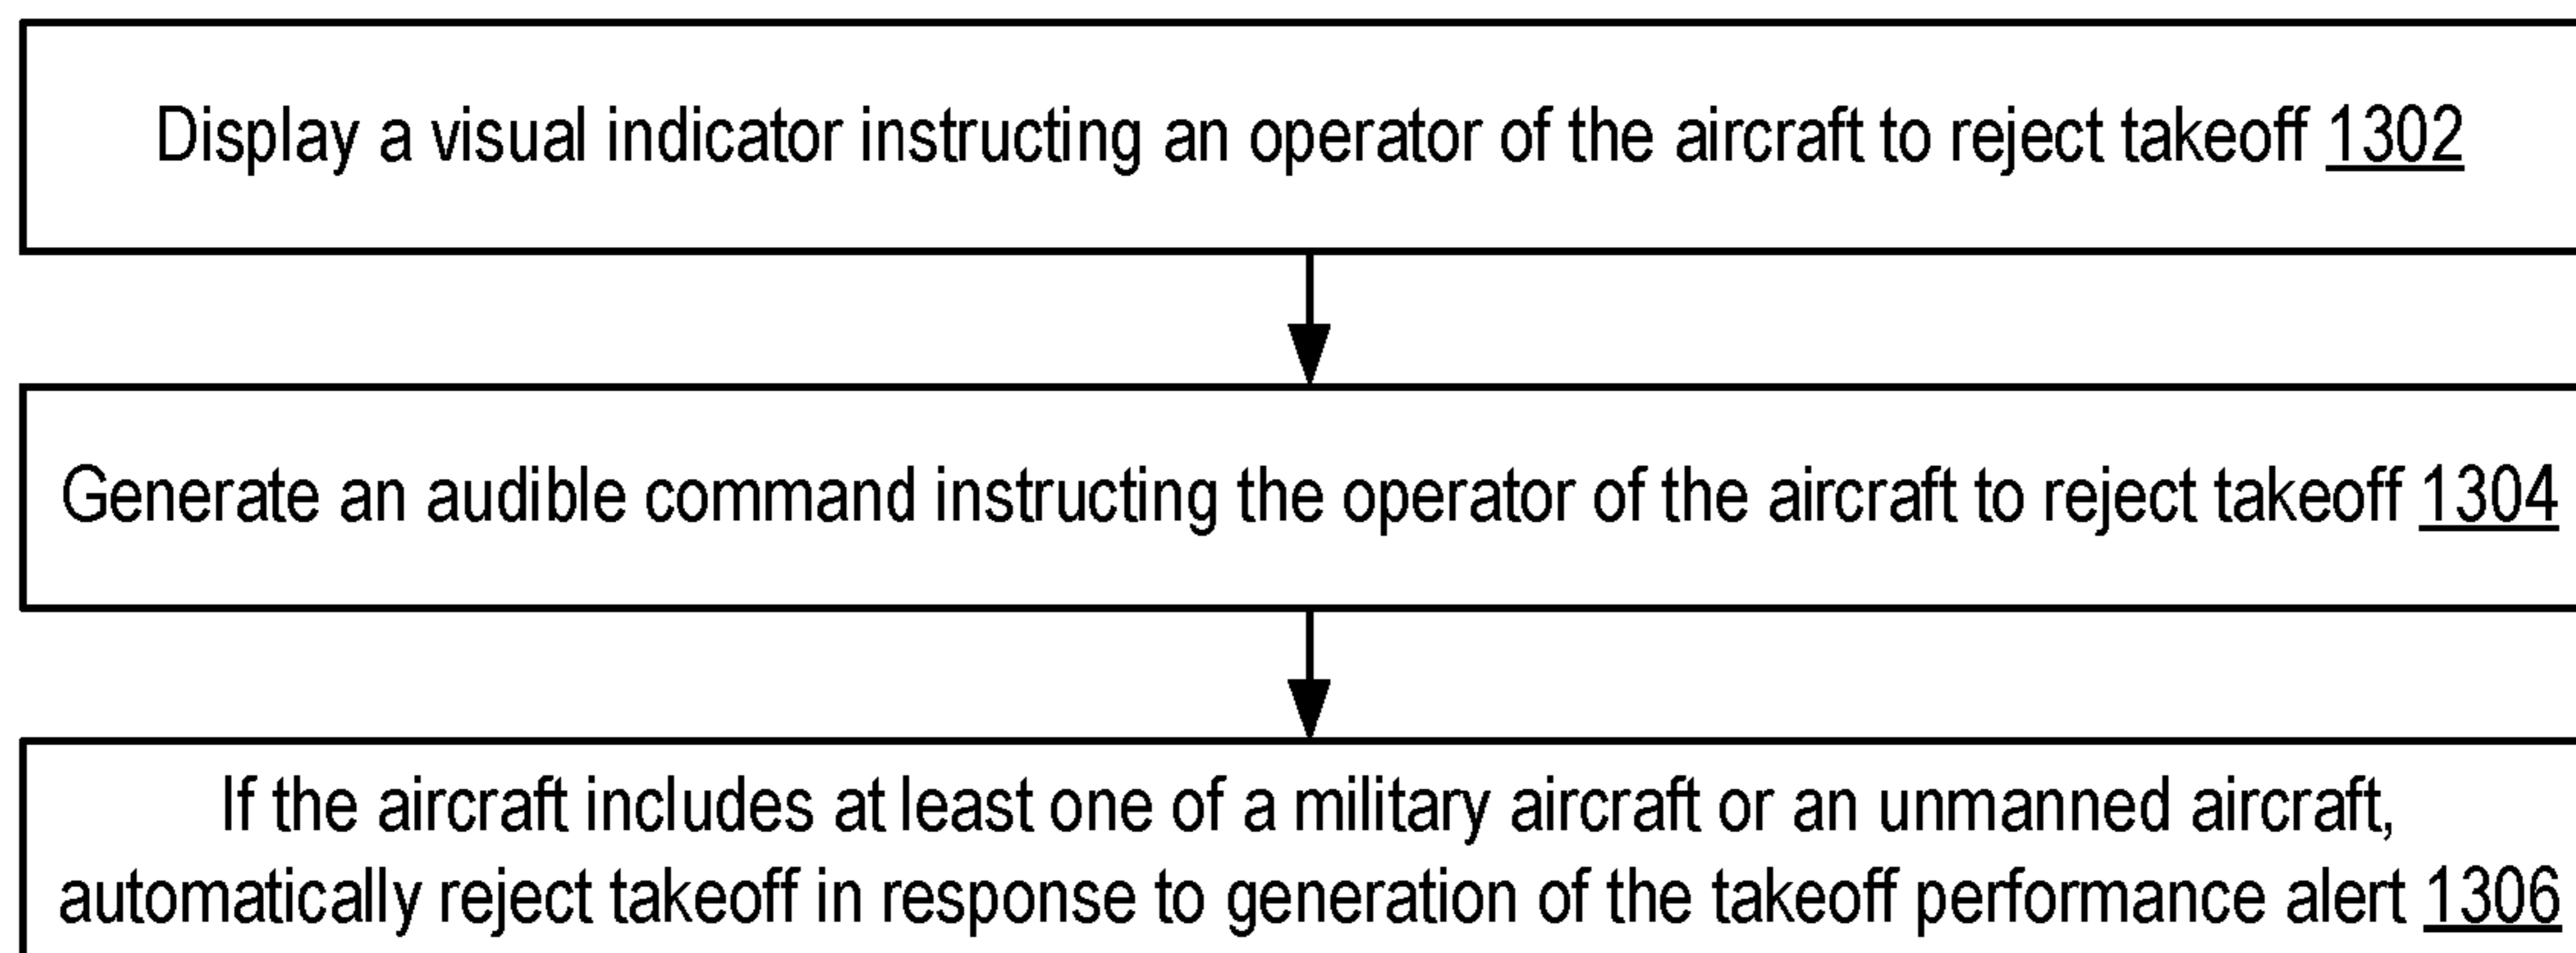 Display a visual indicator instructing an operator of the aircraft to reject takeoff 1302
Generate an audible command instructing the operator of the aircraft to reject takeoff 1304
If the aircraft includes at least one of a military aircraft or an unmanned aircraft,
automatically reject takeoff in response to generation of the takeoff performance alert 1306